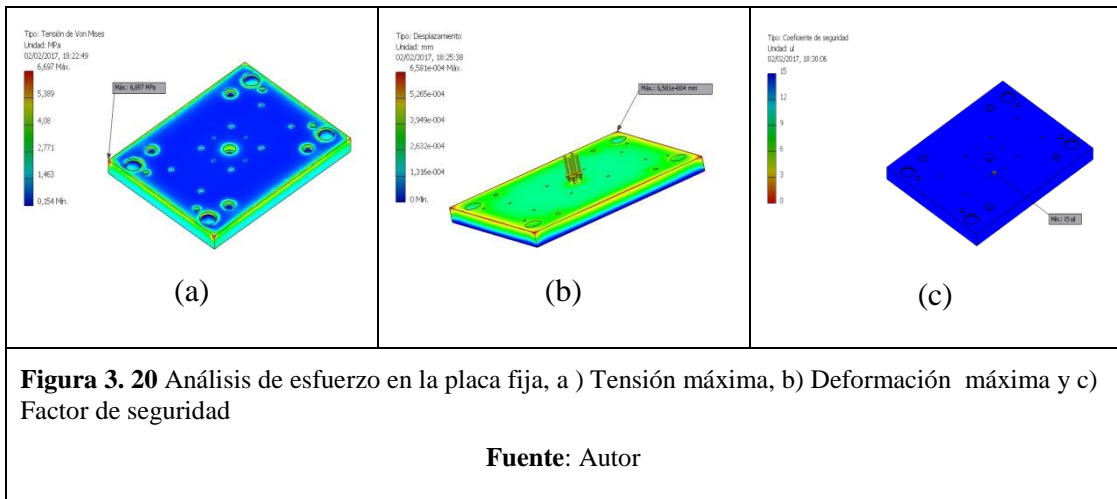 Tipo: Tensión de Von Mises
Unidad: MPa
02/02/2017, 18:22:49
6,697 Máx.
5,389
4,08
2,771
1,463
0,154 Mín.
Máx.: 6,697 MPa
(a)
Tipo: Desplazamiento
Unidad: mm
02/02/2017, 18:25:38
6,581e-004 Máx.
5,265e-004
3,949e-004
2,632e-004
1,316e-004
0 Mín.
Máx.: 6,581e-004 mm
(b)
Tipo: Coeficiente de seguridad
Unidad: ul
02/02/2017, 18:30:06
15
12
9
6
3
0
Mín.: 15 ul
(c)
Figura 3. 20 Análisis de esfuerzo en la placa fija, a ) Tensión máxima, b) Deformación máxima y c)
Factor de seguridad
Fuente: Autor